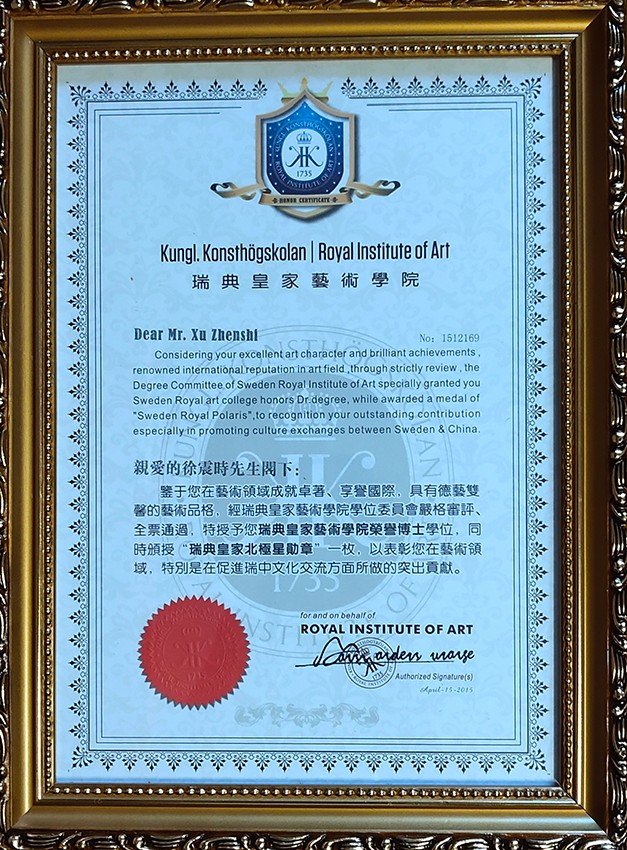 KUNGL. KONSTHÖGSKOLAN
1735
ROYAL INSTITUTE OF ART
DONOR CERTIFICATE
Kungl. Konsthögskolan | Royal Institute of Art
瑞典皇家藝術學院
Dear Mr. Xu Zhenshi
No: 1512169
Considering your excellent art character and brilliant achievements ,
renowned international reputation in art field ,through strictly review , the
Degree Committee of Sweden Royal Institute of Art specially granted you
Sweden Royal art college honors Dr.degree, while awarded a medal of
"Sweden Royal Polaris",to recognition your outstanding contribution
especially in promoting culture exchanges between Sweden & China.
親愛的徐震時先生閣下：
鑒于您在藝術領域成就卓著、享譽國際，具有德藝雙
馨的藝術品格，經瑞典皇家藝術學院學位委員會嚴格審評、
全票通過，特授予您瑞典皇家藝術學院榮譽博士學位，同
時頒授“瑞典皇家北極星勛章”一枚，以表彰您在藝術領
域，特別是在促進瑞中文化交流方面所做的突出貢獻。
1735
for and on behalf of
ROYAL INSTITUTE OF ART
Authorized Signature(s)
April-15-2015